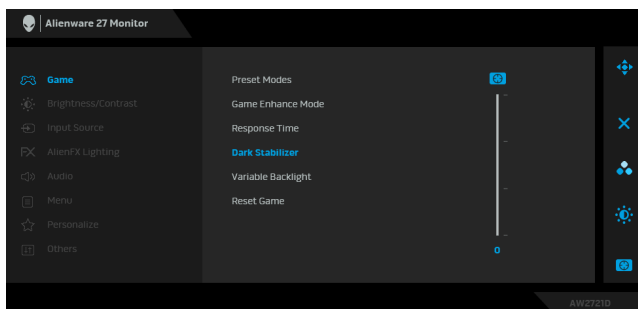 Alienware 27 Monitor
Game
Brightness/Contrast
Input Source
AlienFX Lighting
Audio
Menu
Personalize
Others
Preset Modes
Game Enhance Mode
Response Time
Dark Stabilizer
Variable Backlight
Reset Game
0
AW2721D